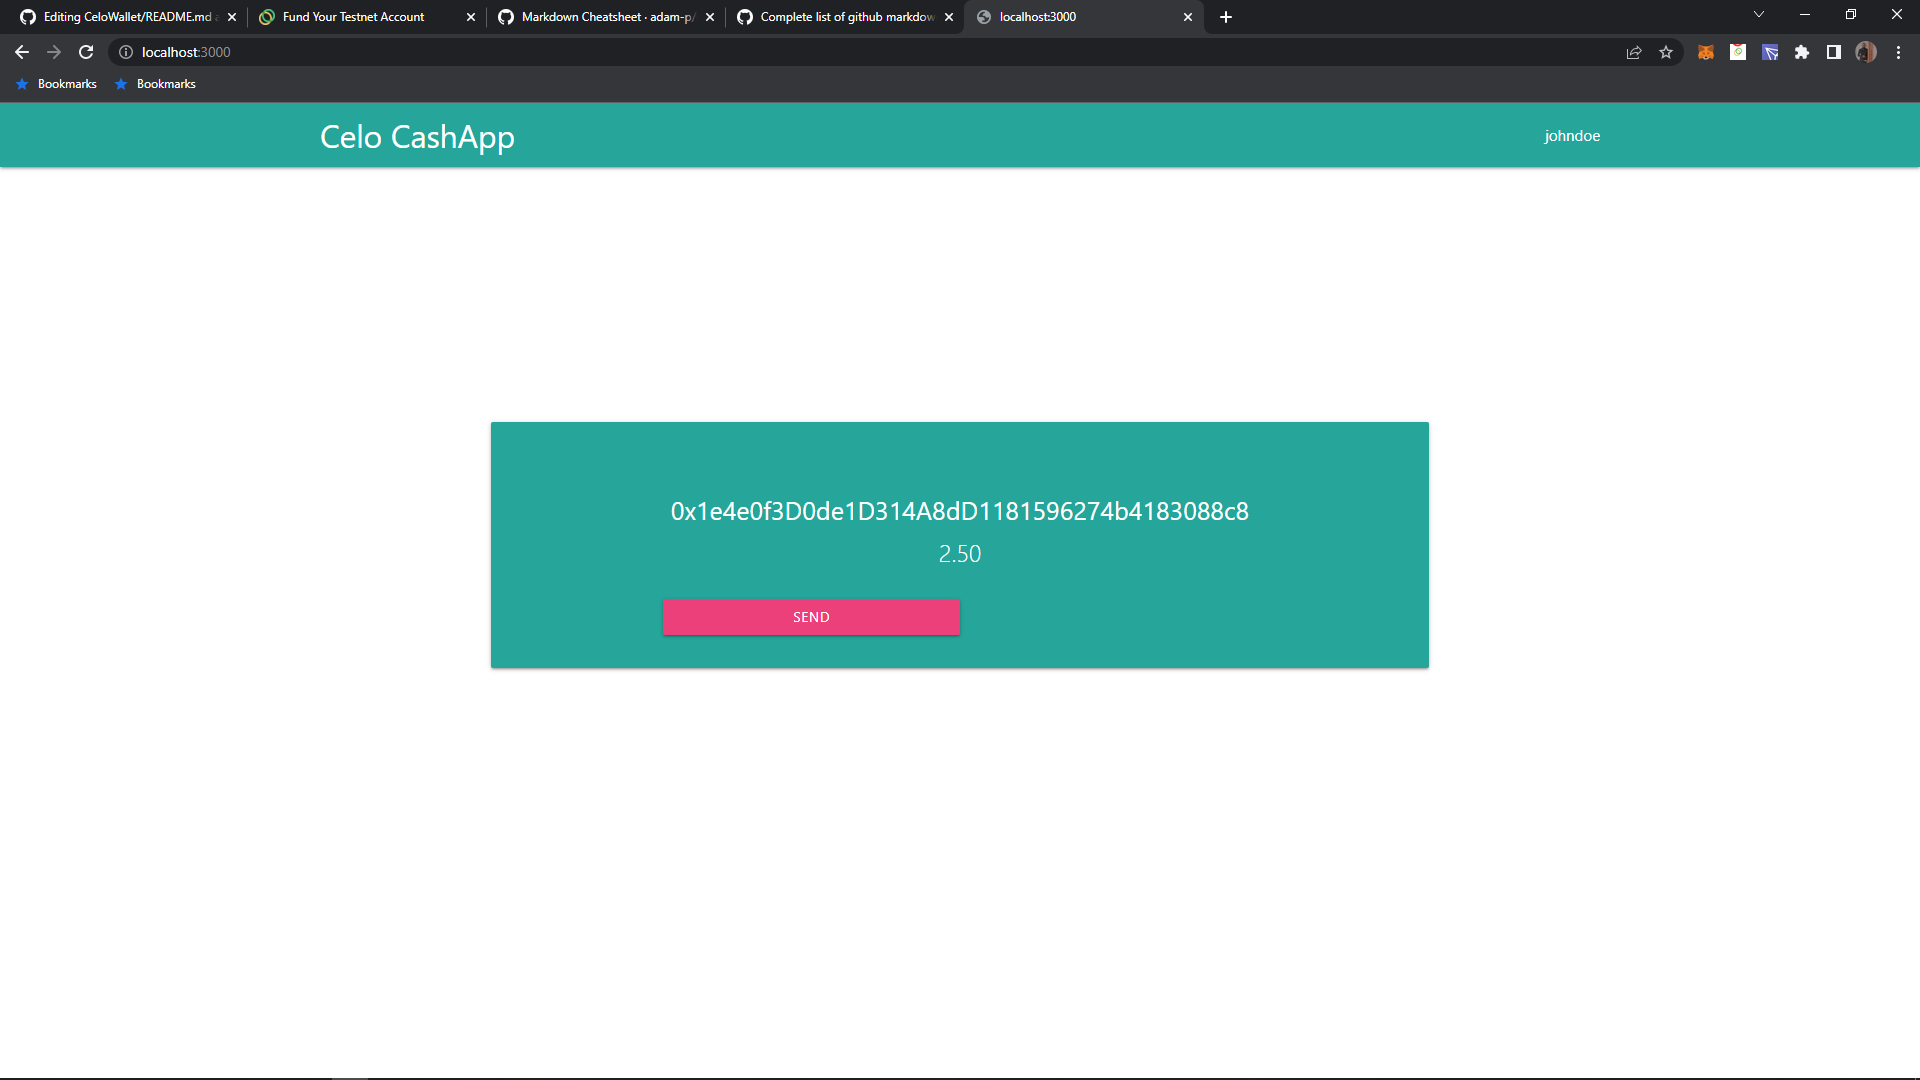 Editing CeloWallet/README.md
Fund Your Testnet Account
Markdown Cheatsheet · adam-p/
Complete list of github markdow
localhost:3000
localhost:3000
Bookmarks
Bookmarks
Celo CashApp
johndoe
0x1e4e0f3D0de1D314A8dD1181596274b4183088c8
2.50
SEND